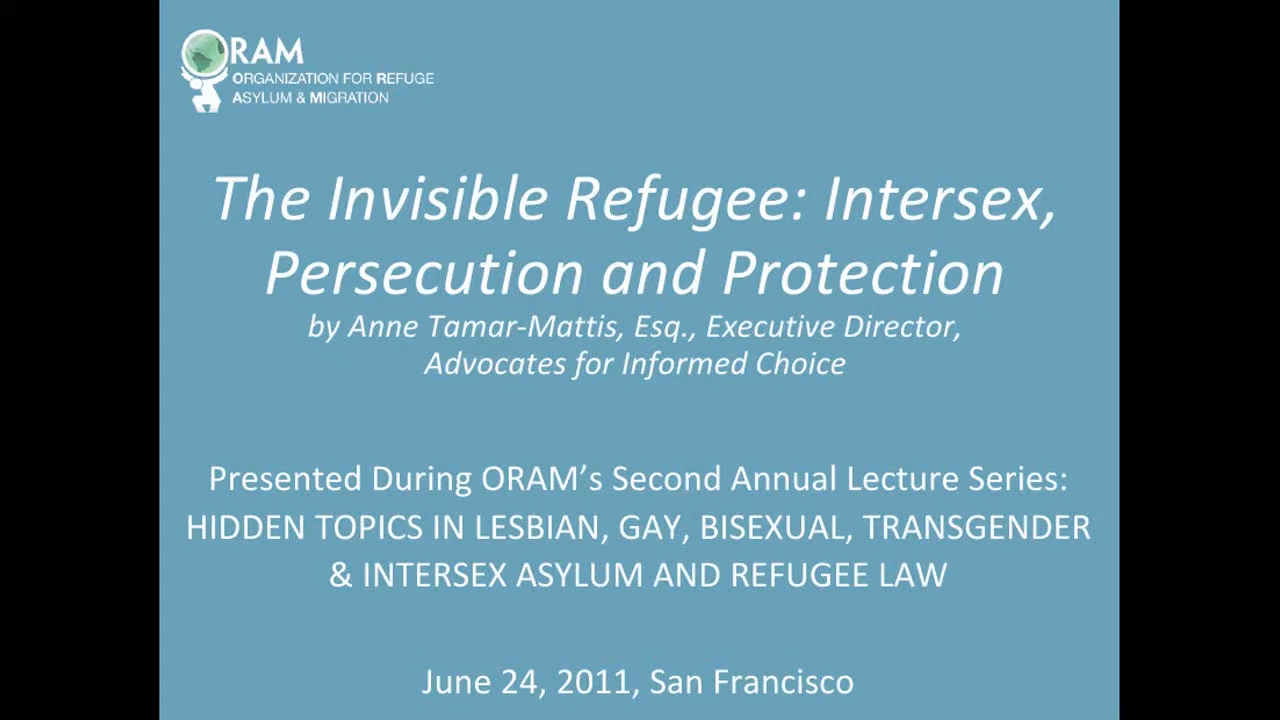 ORAM
ORGANIZATION FOR REFUGE
ASYLUM & MIGRATION
The Invisible Refugee: Intersex,
Persecution and Protection
by Anne Tamar-Mattis, Esq., Executive Director,
Advocates for Informed Choice
Presented During ORAM’s Second Annual Lecture Series:
HIDDEN TOPICS IN LESBIAN, GAY, BISEXUAL, TRANSGENDER
& INTERSEX ASYLUM AND REFUGEE LAW
June 24, 2011, San Francisco